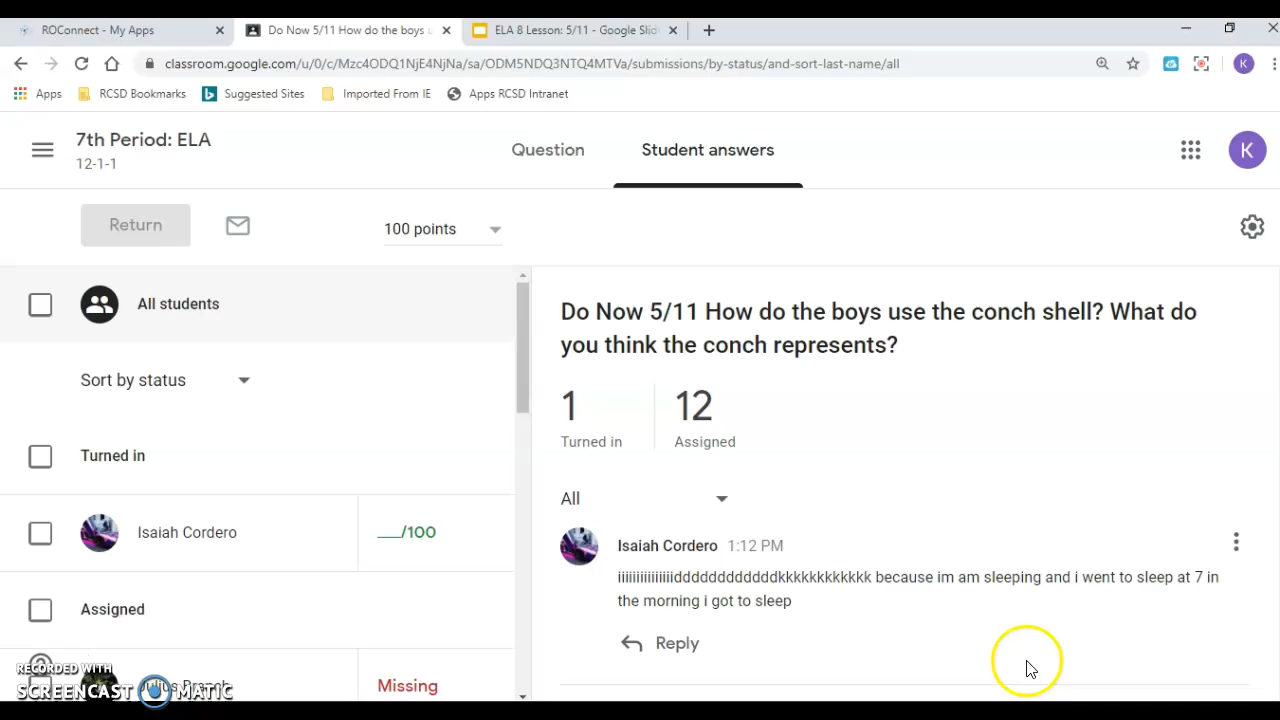 ROConnect - My Apps
Do Now 5/11 How do the boys u
ELA 8 Lesson: 5/11 - Google Slid
classroom.google.com/u/0/c/Mzc4ODQ1NjE4NjNa/sa/ODM5NDQ3NTQ4MTVa/submissions/by-status/and-sort-last-name/all
K
Apps
RCSD Bookmarks
Suggested Sites
Imported From IE
Apps RCSD Intranet
7th Period: ELA
12-1-1
Question
Student answers
K
Return
100 points
All students
Do Now 5/11 How do the boys use the conch shell? What do
you think the conch represents?
Sort by status
1
12
Turned in
Assigned
Turned in
All
Isaiah Cordero
__/100
Isaiah Cordero 1:12 PM
iiiiiiiiiiiiiiidddddddddddddkkkkkkkkkkkk because im am sleeping and i went to sleep at 7 in
the morning i got to sleep
Assigned
Reply
RECORDED WITH
SCREENCAST MATIC
Missing